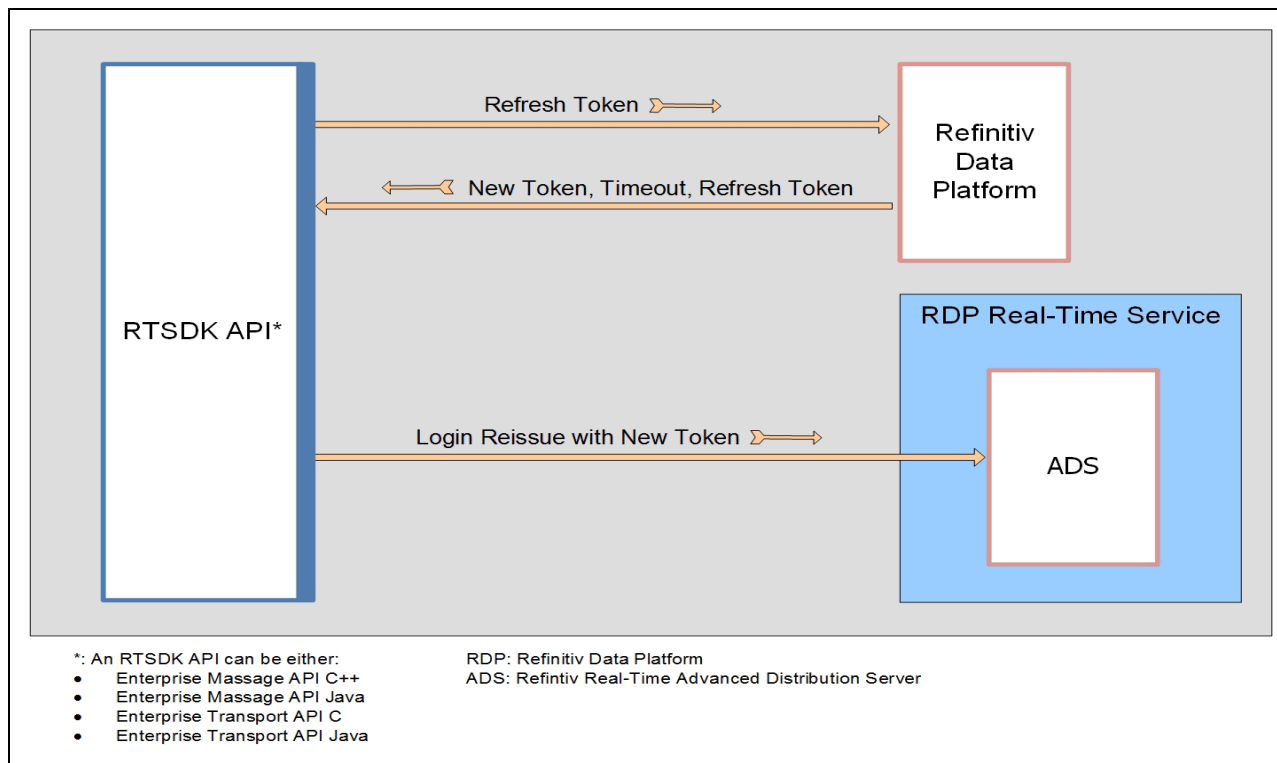 Refresh Token
Refinitiv
Data
Platform
New Token, Timeout, Refresh Token
RTSDK API*
RDP Real-Time Service
Login Reissue with New Token
ADS
*: An RTSDK API can be either:
• Enterprise Massage API C++
• Enterprise Massage API Java
• Enterprise Transport API C
• Enterprise Transport API Java
RDP: Refinitiv Data Platform
ADS: Refintiv Real-Time Advanced Distribution Server